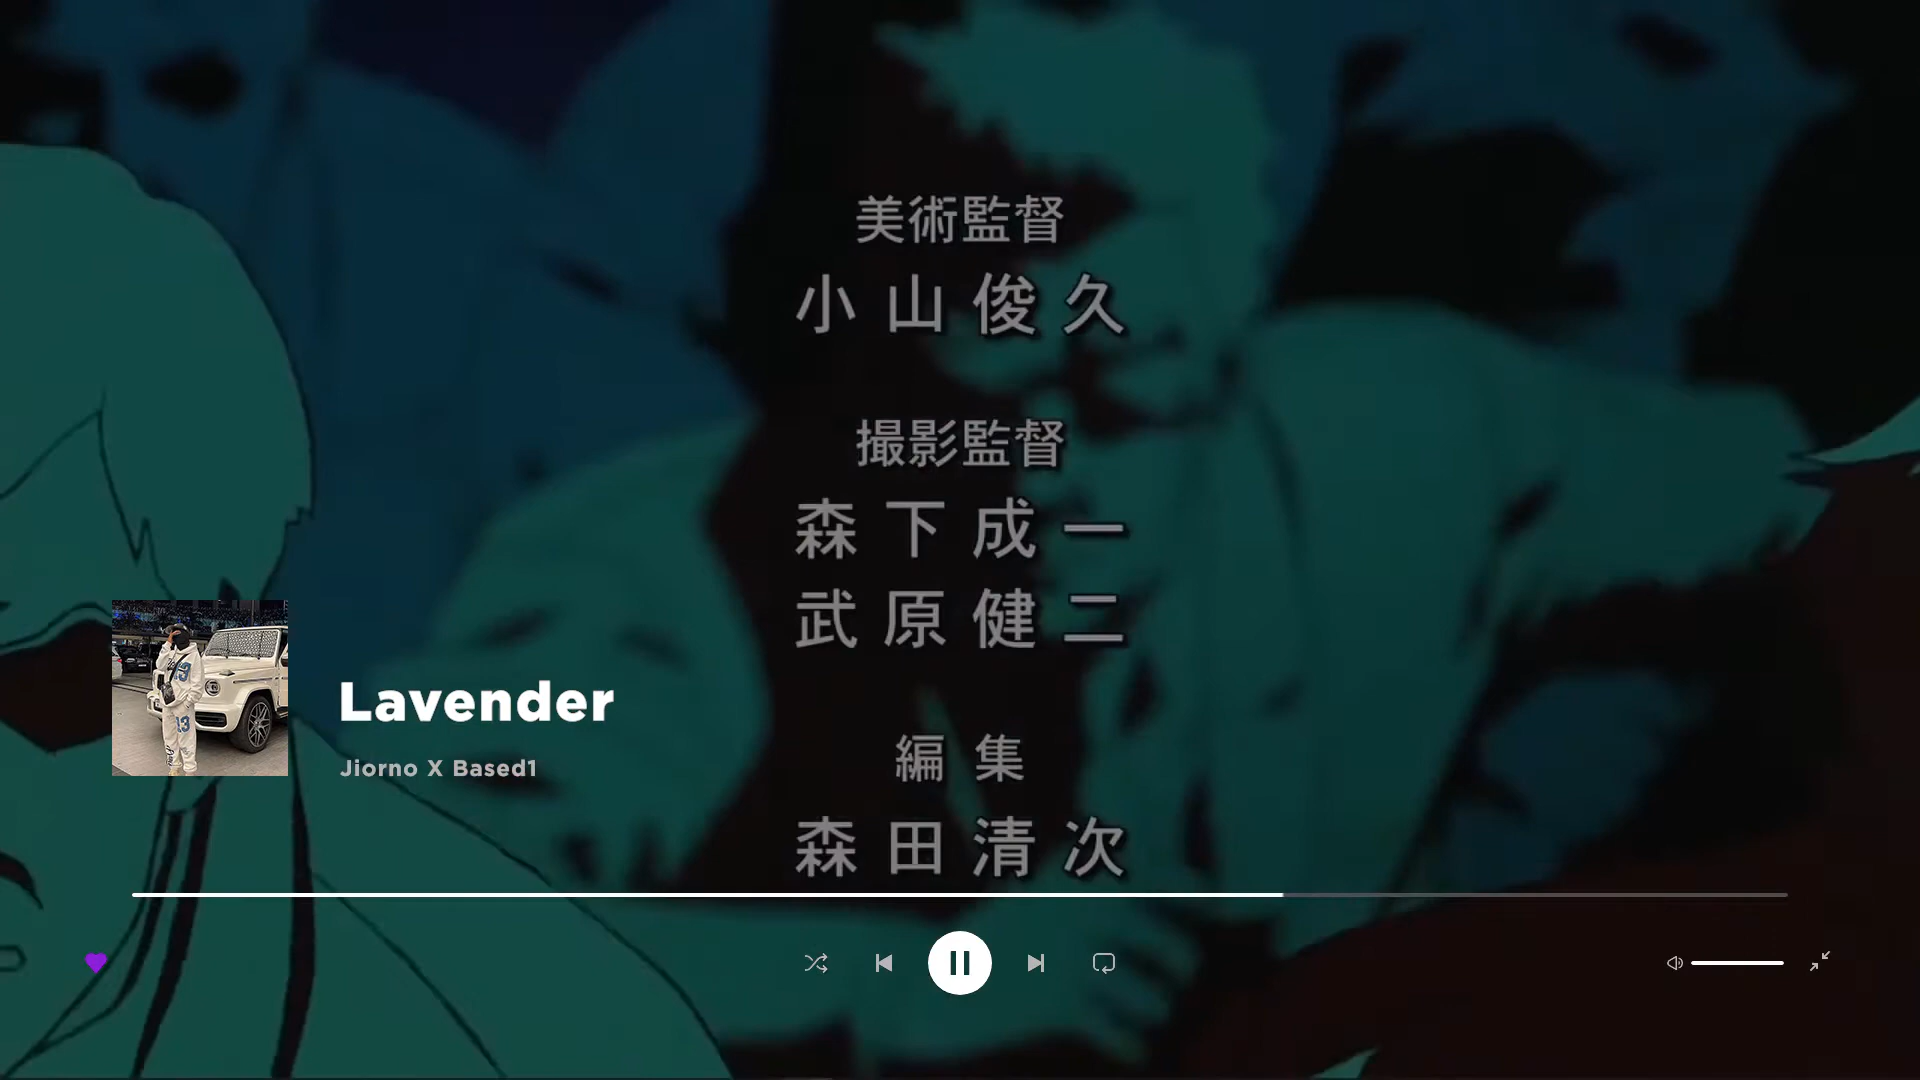 美術監督
小山俊久
撮影監督
森下成一
武原健二
編集
森田清次
Lavender
Jiorno X Based1